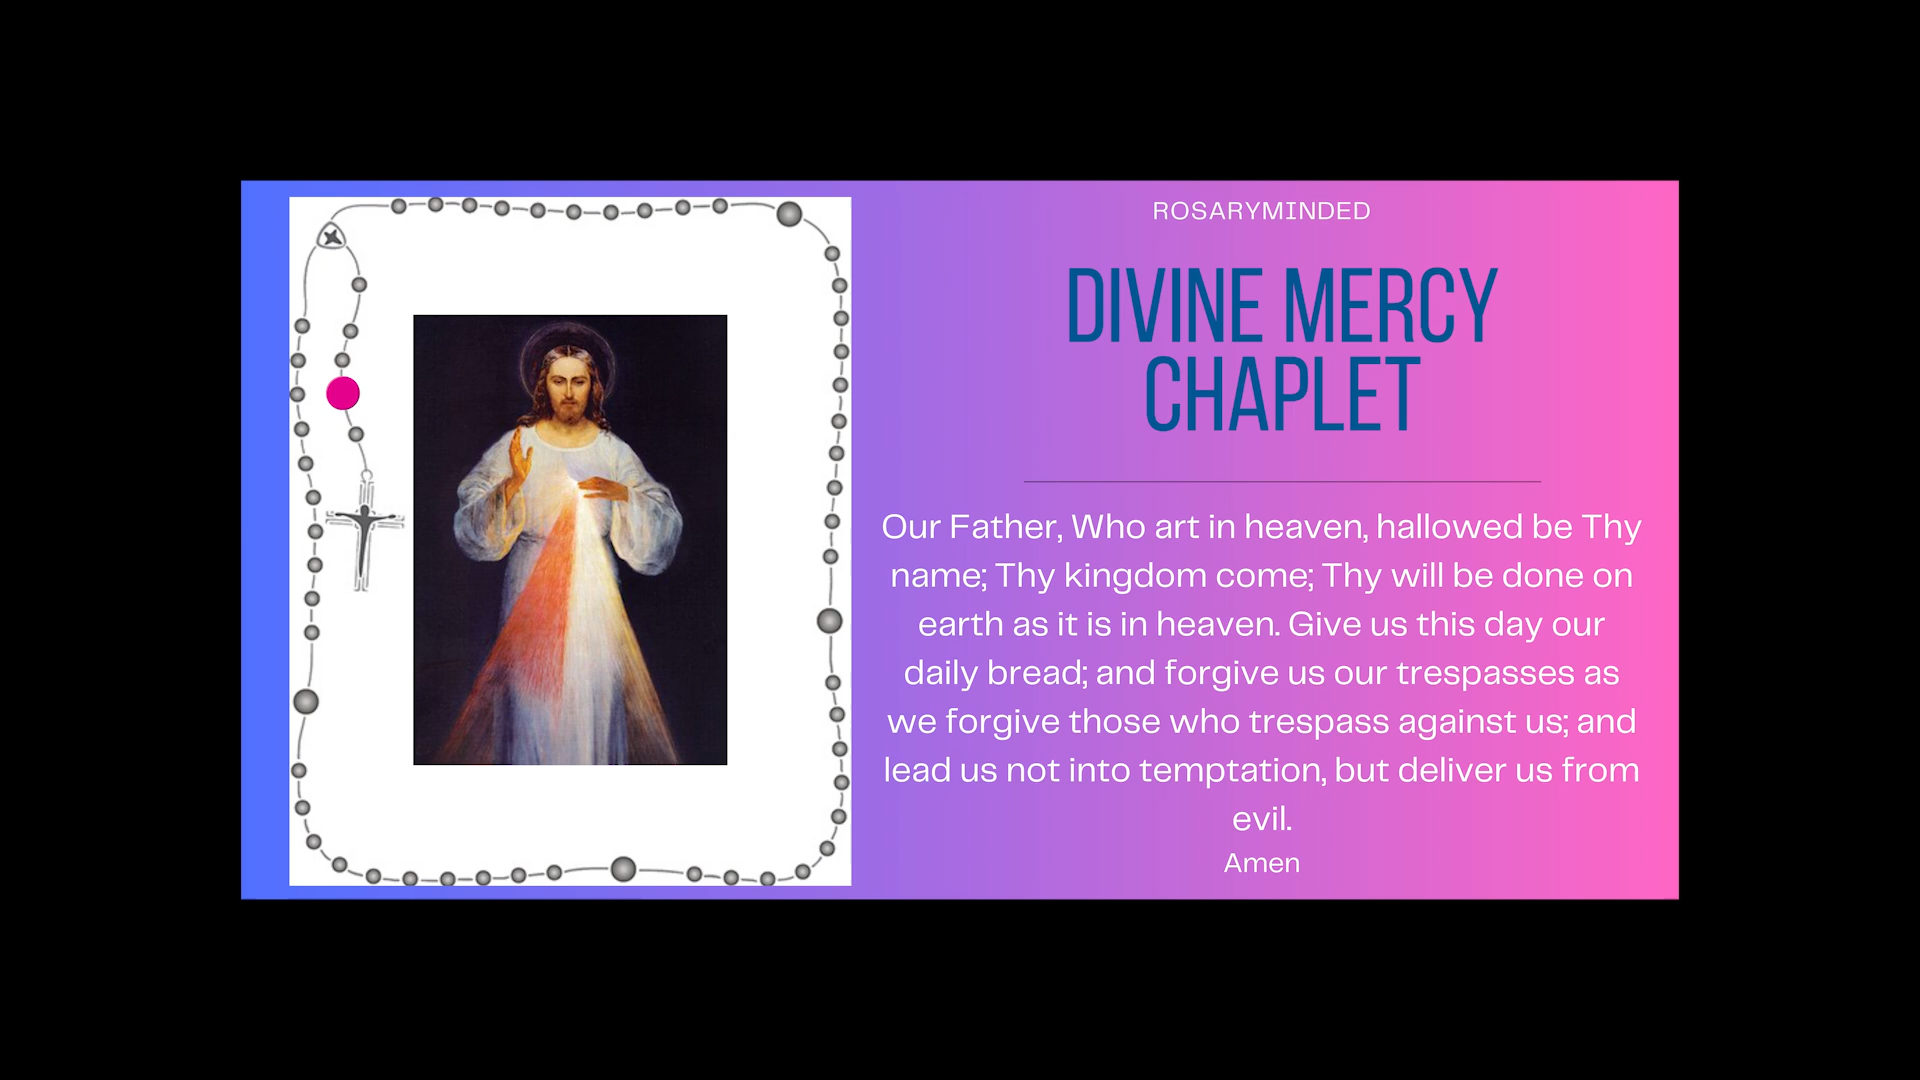 ROSARYMINDED
DIVINE MERCY
CHAPLET
Our Father, Who art in heaven, hallowed be Thy
name; Thy kingdom come; Thy will be done on
earth as it is in heaven. Give us this day our
daily bread; and forgive us our trespasses as
we forgive those who trespass against us; and
lead us not into temptation, but deliver us from
evil.
Amen